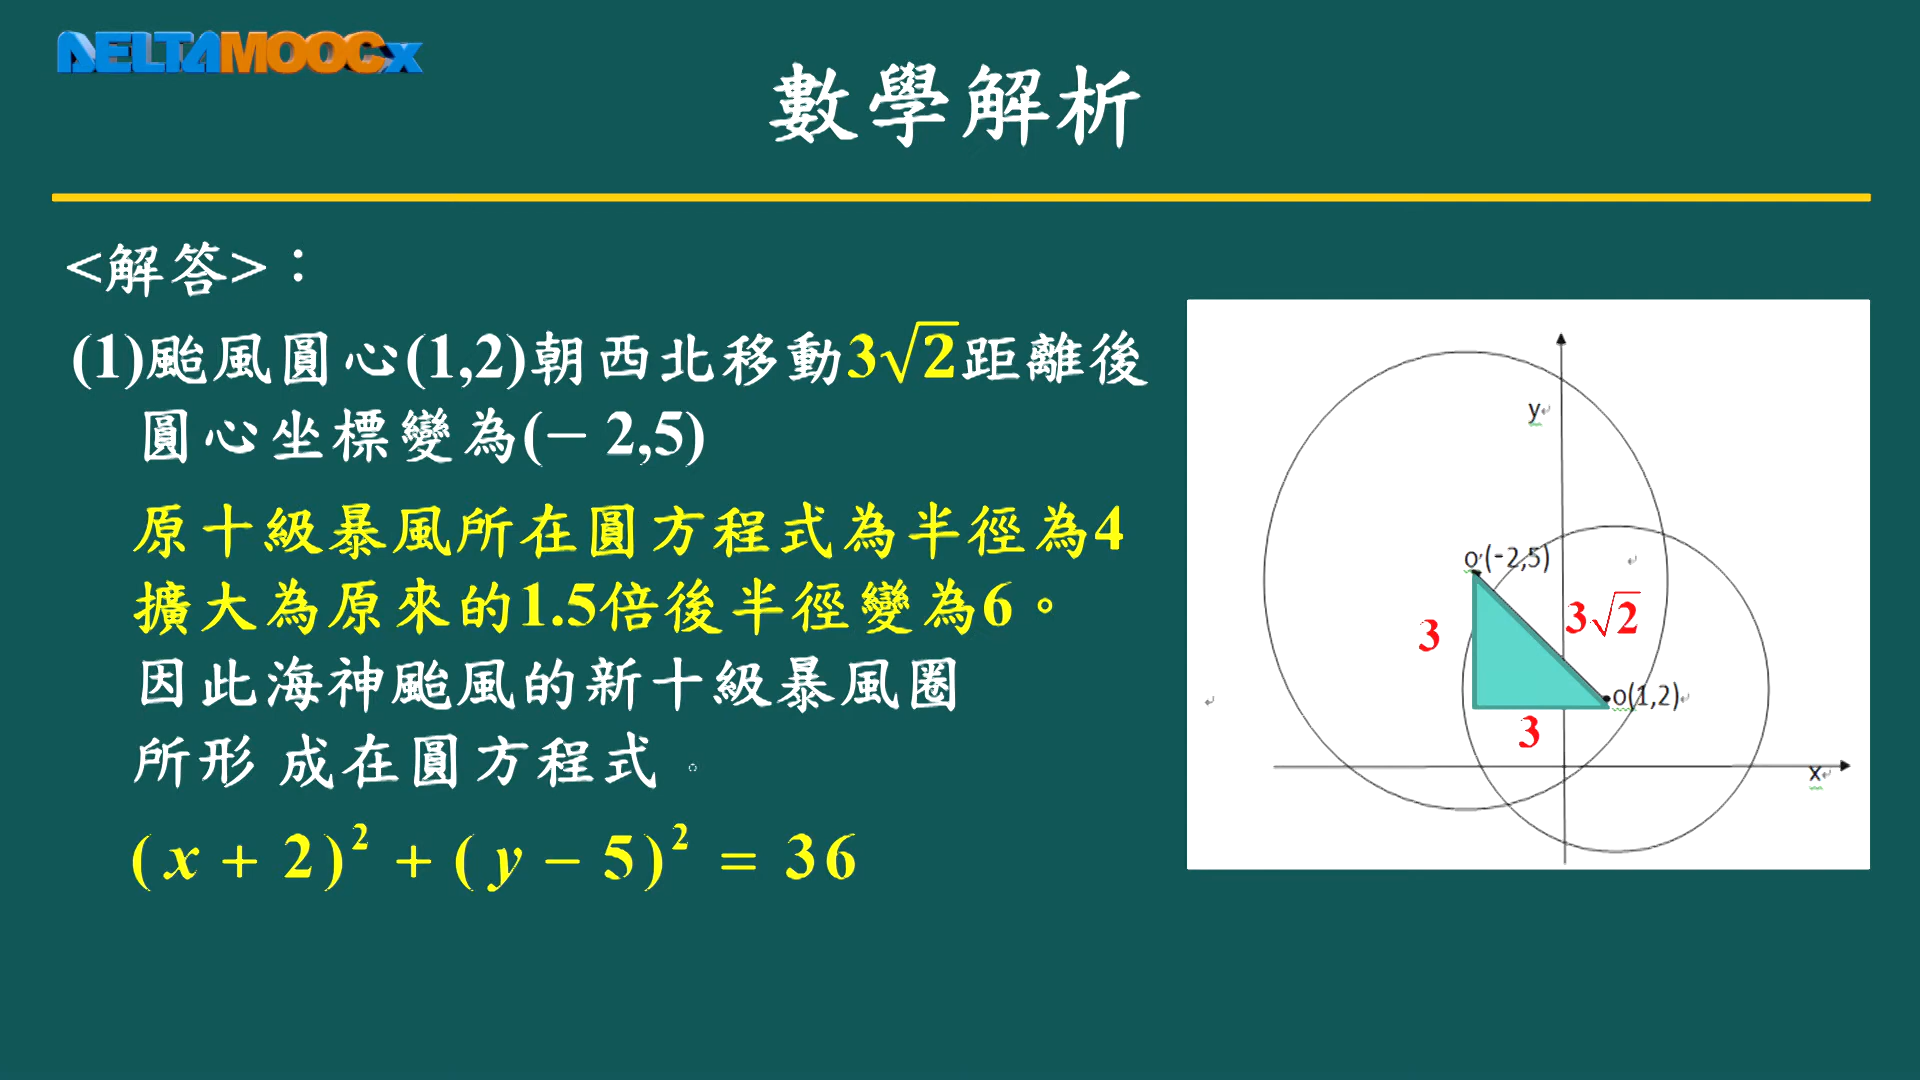 DELTAMOOCx
數學解析
<解答>：
(1)颱風圓心(1,2)朝西北移動3√2距離後
圓心坐標變為(− 2,5)
原十級暴風所在圓方程式為半徑為4
擴大為原來的1.5倍後半徑變為6。
因此海神颱風的新十級暴風圈
所形 成在圓方程式。
(x + 2)² + (y − 5)² = 36
y
o’(-2,5)
3√2
3
o(1,2)
3
x